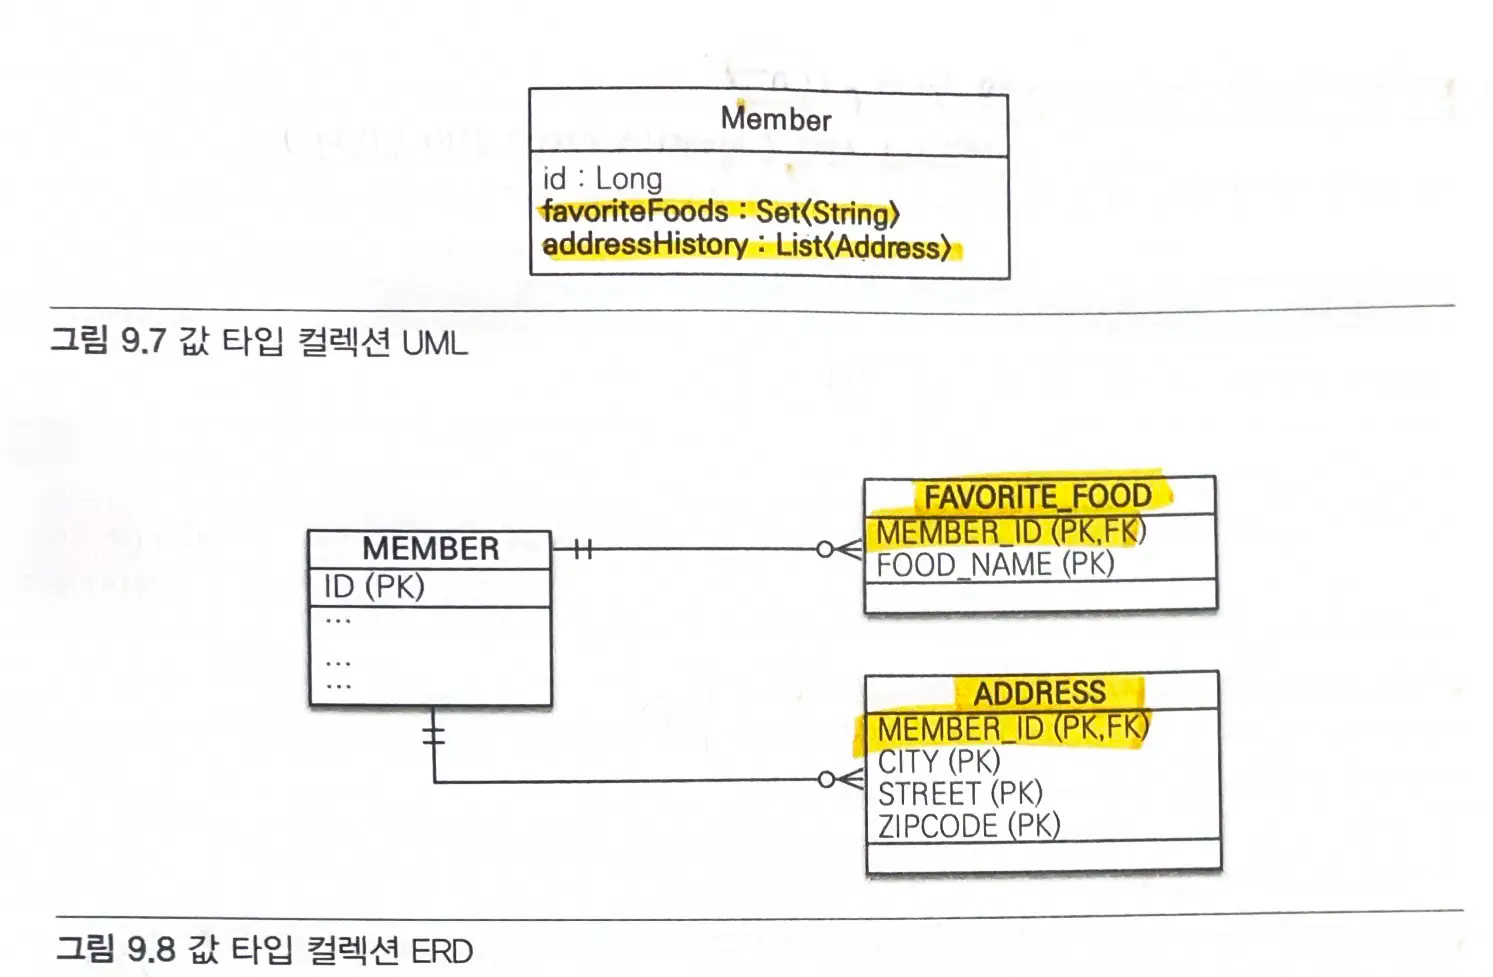 Member
id : Long
favoriteFoods : Set⟨String⟩
addressHistory : List⟨Address⟩
그림 9.7 값 타입 컬렉션 UML
MEMBER
ID (PK)
...
...
...
FAVORITE_FOOD
MEMBER_ID (PK,FK)
FOOD_NAME (PK)
ADDRESS
MEMBER_ID (PK,FK)
CITY (PK)
STREET (PK)
ZIPCODE (PK)
그림 9.8 값 타입 컬렉션 ERD